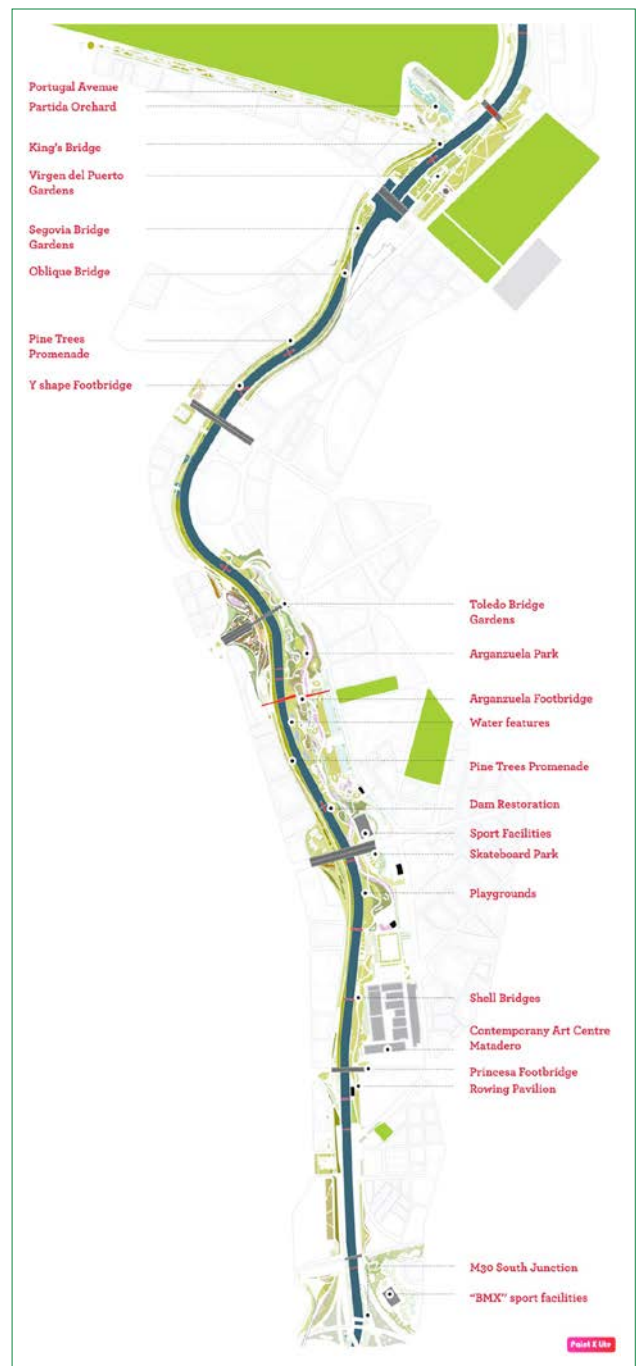 Portugal Avenue
Partida Orchard
King's Bridge
Virgen del Puerto
Gardens
Segovia Bridge
Gardens
Oblique Bridge
Pine Trees
Promenade
Y shape Footbridge
Toledo Bridge
Gardens
Arganzuela Park
Arganzuela Footbridge
Water features
Pine Trees Promenade
Dam Restoration
Sport Facilities
Skateboard Park
Playgrounds
Shell Bridges
Contemporany Art Centre
Matadero
Princesa Footbridge
Rowing Pavilion
M30 South Junction
"BMX" sport facilities
Paint X Lite